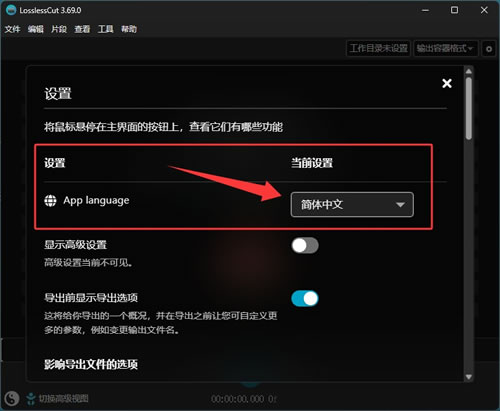 LosslessCut 3.69.0
文件 编辑 片段 查看 工具 帮助
工作目录未设置 输出容器格式
设置
将鼠标悬停在主界面的按钮上，查看它们有哪些功能
设置 当前设置
App language 简体中文
显示高级设置
高级设置当前不可见。
导出前显示导出选项
这将给你导出的一个概况，并在导出之前让您可自定义更
多的参数，例如变更输出文件名。
影响导出文件的选项
切换高级视图 00:00:00.000